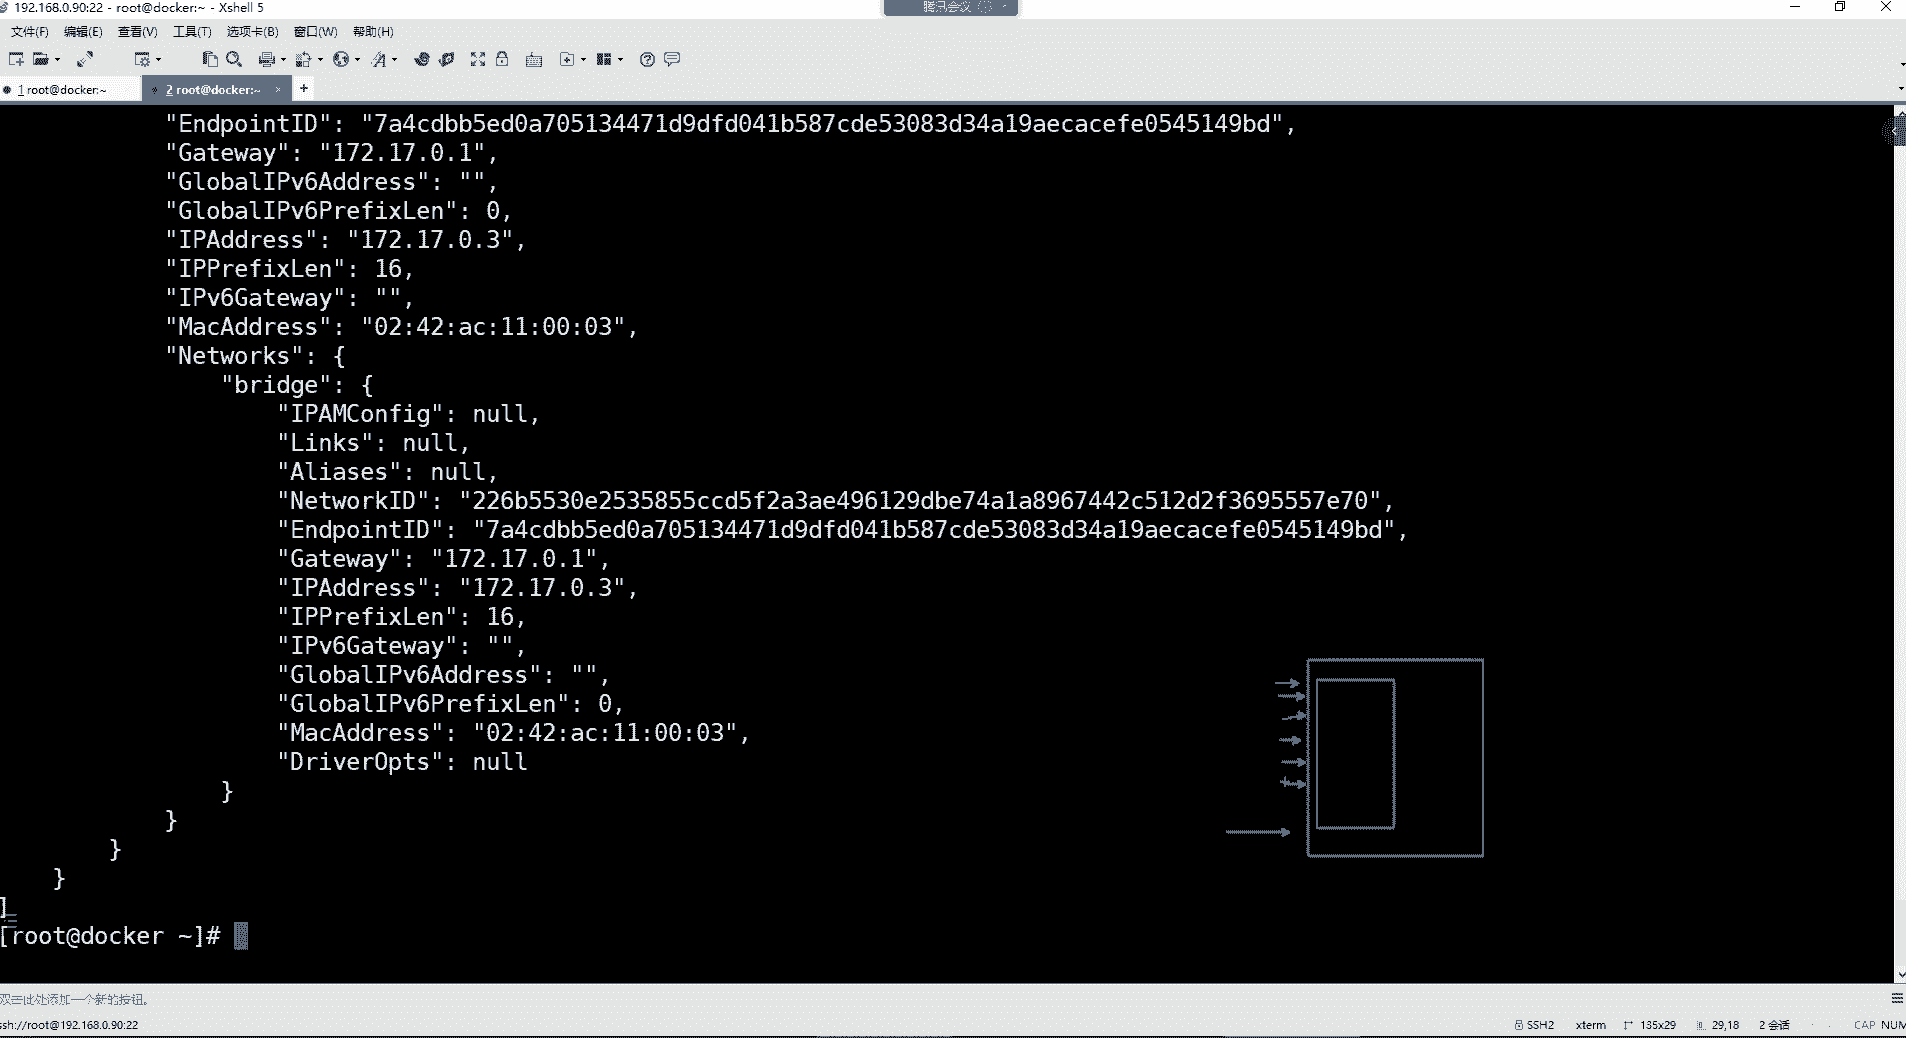 192.168.0.90:22 - root@docker:~ - Xshell 5
腾讯会议
文件(F) 编辑(E) 查看(V) 工具(T) 选项卡(B) 窗口(W) 帮助(H)
1 root@docker:~ 2 root@docker:~ × +
"EndpointID": "7a4cdbb5ed0a705134471d9dfd041b587cde53083d34a19aecacefe0545149bd",
"Gateway": "172.17.0.1",
"GlobalIPv6Address": "",
"GlobalIPv6PrefixLen": 0,
"IPAddress": "172.17.0.3",
"IPPrefixLen": 16,
"IPv6Gateway": "",
"MacAddress": "02:42:ac:11:00:03",
"Networks": {
"bridge": {
"IPAMConfig": null,
"Links": null,
"Aliases": null,
"NetworkID": "226b5530e2535855ccd5f2a3ae496129dbe74a1a8967442c512d2f3695557e70",
"EndpointID": "7a4cdbb5ed0a705134471d9dfd041b587cde53083d34a19aecacefe0545149bd",
"Gateway": "172.17.0.1",
"IPAddress": "172.17.0.3",
"IPPrefixLen": 16,
"IPv6Gateway": "",
"GlobalIPv6Address": "",
"GlobalIPv6PrefixLen": 0,
"MacAddress": "02:42:ac:11:00:03",
"DriverOpts": null
}
}
}
}
]
[root@docker ~]#
双击此处添加一个新的按钮。
ssh://root@192.168.0.90:22 SSH2 xterm 135x29 29,18 2 会话 CAP NUM